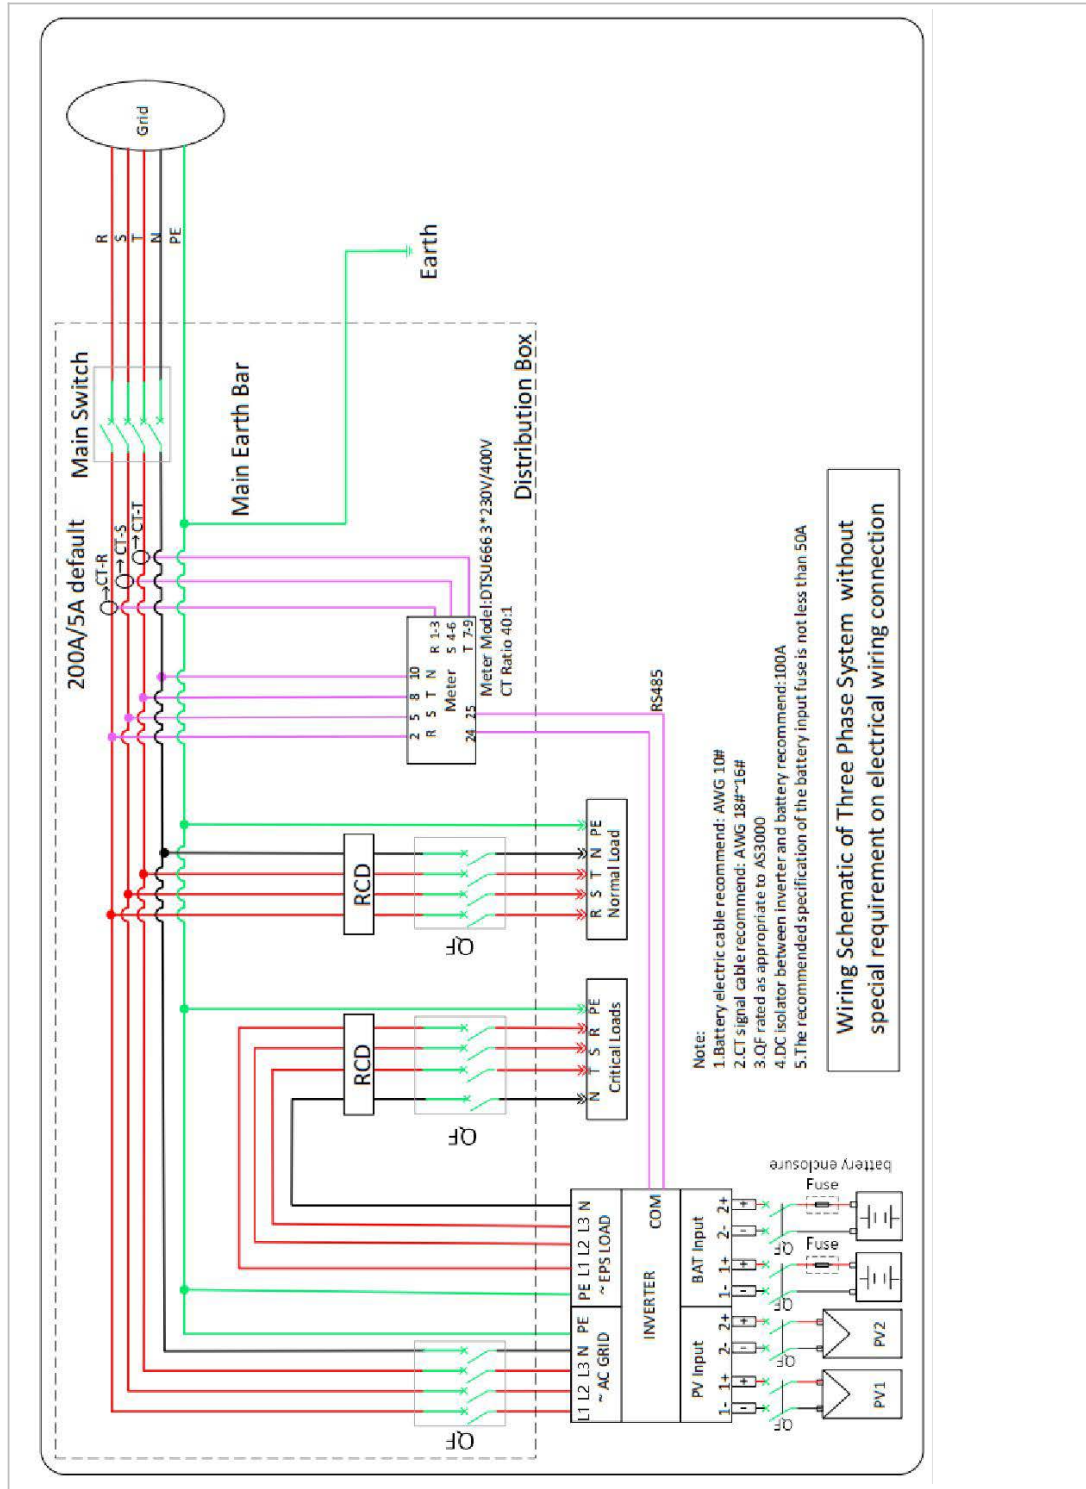 Grid
R
S
T
N
PE
Earth
Main Switch
Main Earth Bar
Distribution Box
200A/5A default
CT-R
CT-S
CT-T
R 1-3
S 4-6
T 7-9
2 5 8 10
R S T N
Meter
24 25
Meter Model:DTSU666 3*230V/400V
CT Ratio 40:1
RS485
RCD
QF
R S T N PE
Normal Load
RCD
QF
N T S R PE
Critical Loads
QF
L1 L2 L3 N PE
~ AC GRID
PE L1 L2 L3 N
~ EPS LOAD
INVERTER
COM
PV Input
BAT Input
1- 1+ 2- 2+
1- 1+ 2- 2+
- + - + - + - +
QF
QF
QF
QF
Fuse
Fuse
PV1
PV2
battery enclosure
Note:
1.Battery electric cable recommend: AWG 10#
2.CT signal cable recommend: AWG 18#~16#
3.QF rated as appropriate to AS3000
4.DC isolator between inverter and battery recommend:100A
5.The recommended specification of the battery input fuse is not less than 50A
Wiring Schematic of Three Phase System without
special requirement on electrical wiring connection